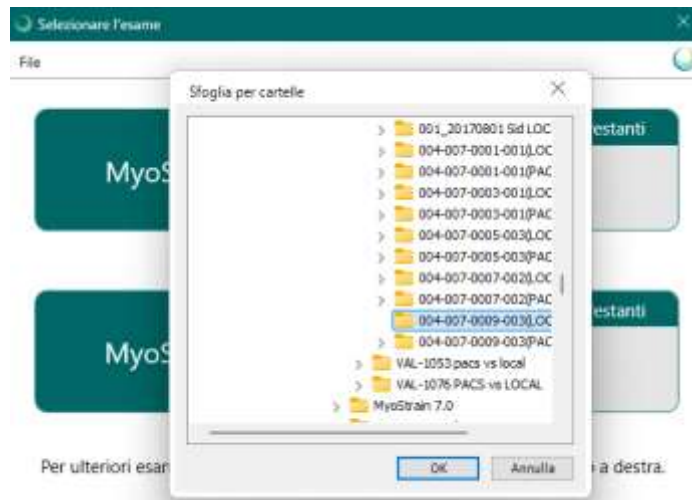 Selezionare l'esame
File
Sfoglia per cartelle
001_20170801 Sid LOC
004-007-0001-001(LOC
004-007-0001-001(PAC
004-007-0003-001(LOC
004-007-0003-001(PAC
004-007-0005-003(LOC
004-007-0005-003(PAC
004-007-0007-002(LOC
004-007-0007-002(PAC
004-007-0009-003(LOC
004-007-0009-003(PAC
VAL-1053 pacs vs local
VAL-1076 PACS vs LOCAL
MyoStrain 7.0
OK Annulla
MyoS
estanti
MyoS
estanti
Per ulteriori esar
a destra.